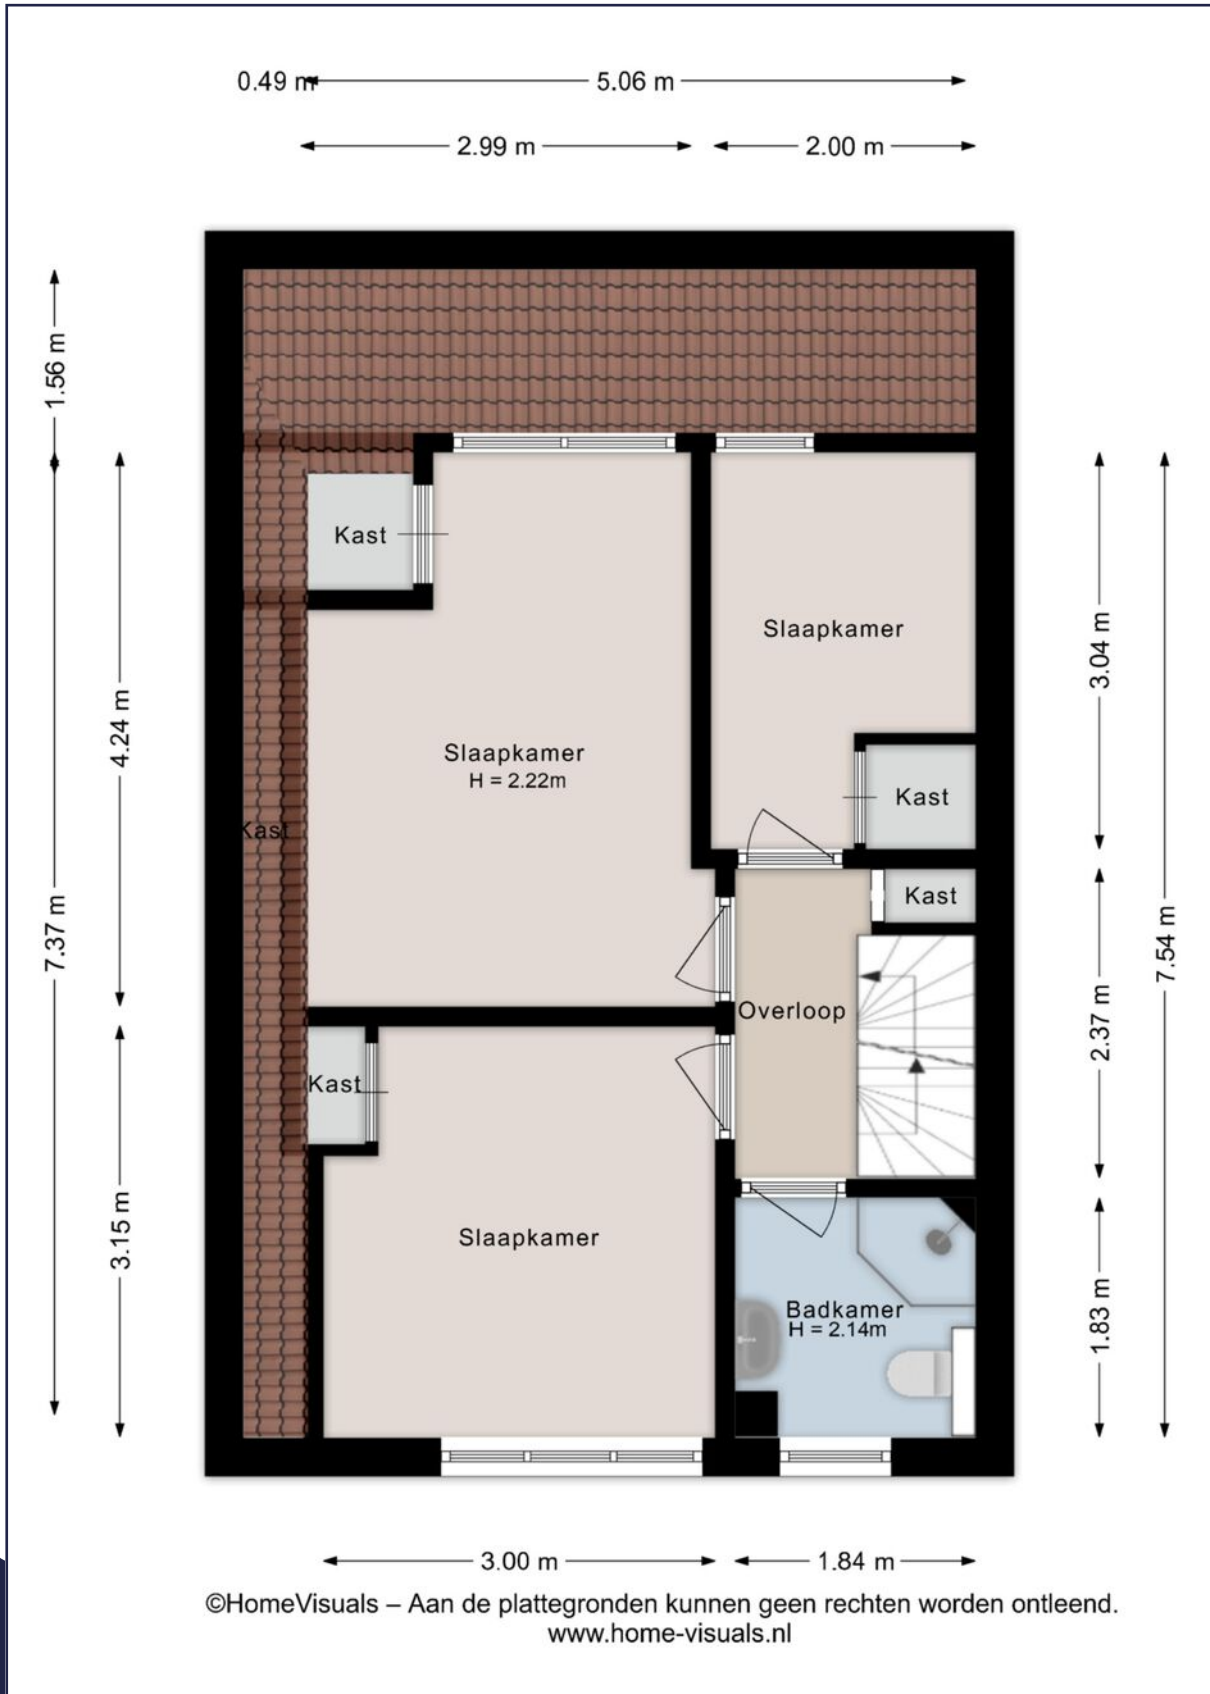 0.49 m
5.06 m
2.99 m
2.00 m
1.56 m
Kast
Slaapkamer
3.04 m
4.24 m
Slaapkamer
H = 2.22m
Kast
Kast
Kast
7.37 m
7.54 m
Overloop
2.37 m
Kast
3.15 m
Slaapkamer
Badkamer
H = 2.14m
1.83 m
3.00 m
1.84 m
©HomeVisuals – Aan de plattegronden kunnen geen rechten worden ontleend.
www.home-visuals.nl